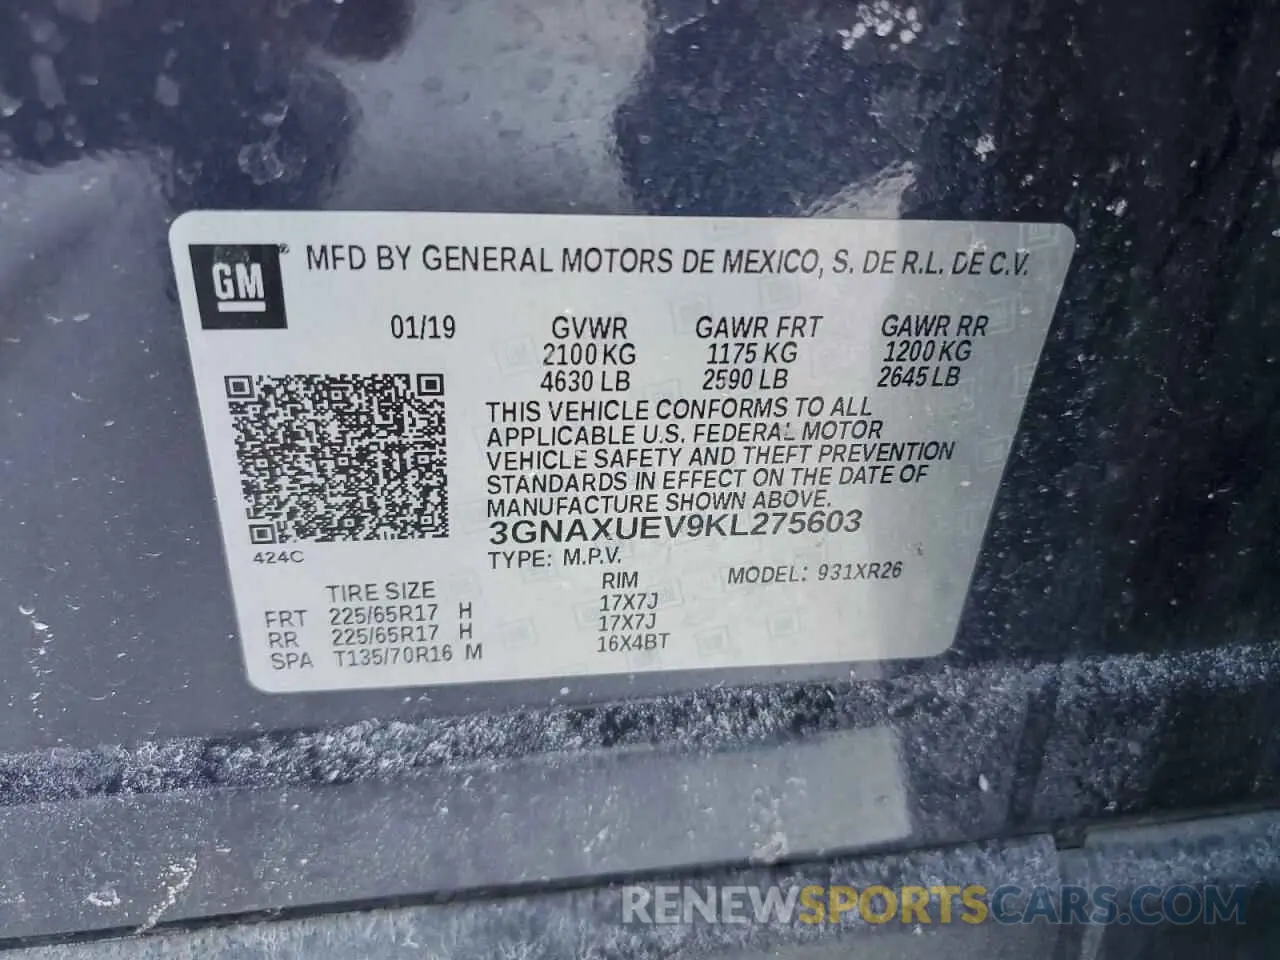 GM® MFD BY GENERAL MOTORS DE MEXICO, S. DE R.L. DE C.V.
01/19 GVWR GAWR FRT GAWR RR
2100 KG 1175 KG 1200 KG
4630 LB 2590 LB 2645 LB
THIS VEHICLE CONFORMS TO ALL
APPLICABLE U.S. FEDERAL MOTOR
VEHICLE SAFETY AND THEFT PREVENTION
STANDARDS IN EFFECT ON THE DATE OF
MANUFACTURE SHOWN ABOVE.
3GNAXUEV9KL275603
424C
TYPE: M.P.V.
MODEL: 931XR26
TIRE SIZE RIM
FRT 225/65R17 H 17X7J
RR 225/65R17 H 17X7J
SPA T135/70R16 M 16X4BT
RENEWSPORTSCARS.COM